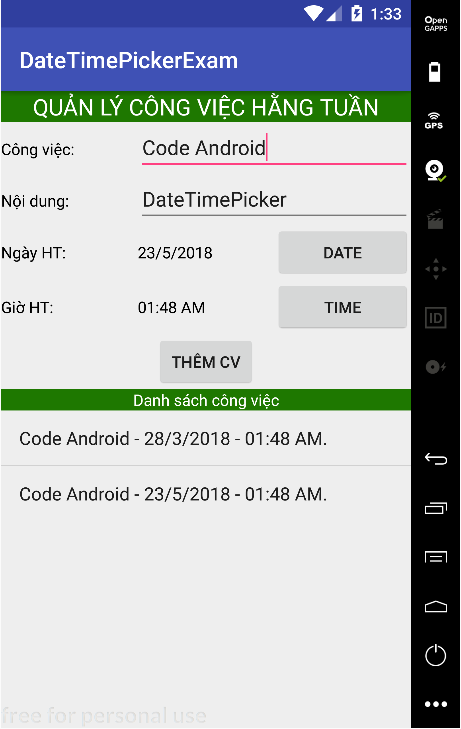 1:33
Open
GAPPS
DateTimePickerExam
QUẢN LÝ CÔNG VIỆC HẰNG TUẦN
GPS
Công việc: Code Android
Nội dung: DateTimePicker
Ngày HT: 23/5/2018 DATE
Giờ HT: 01:48 AM TIME
ID
THÊM CV
Danh sách công việc
Code Android - 28/3/2018 - 01:48 AM.
Code Android - 23/5/2018 - 01:48 AM.
free for personal use